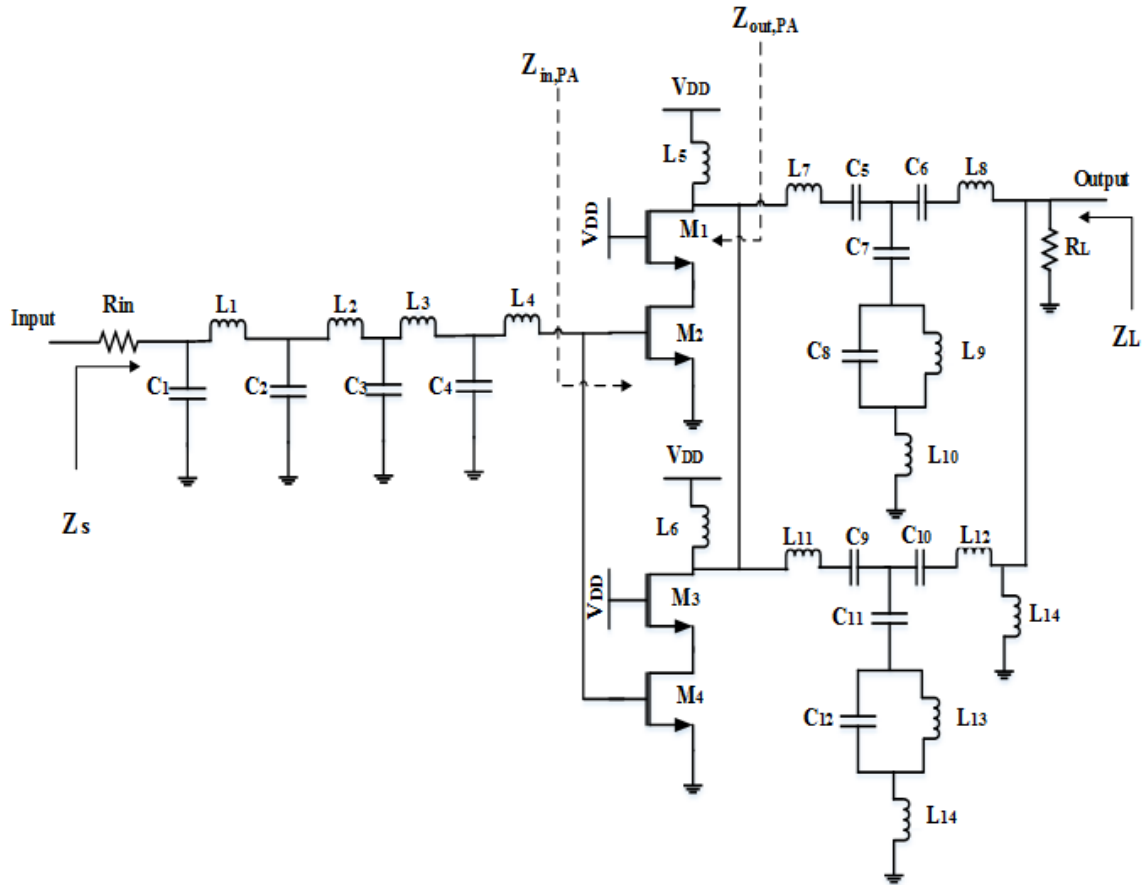 Zout,PA
Zin,PA
VDD
L5
L7
C5
C6
L8
Output
VDD
M1
C7
RL
Rin
L1
L2
L3
L4
Input
M2
C8
L9
ZL
C1
C2
C3
C4
L10
VDD
Zs
L6
L11
C9
C10
L12
VDD
M3
C11
L14
M4
C12
L13
L14